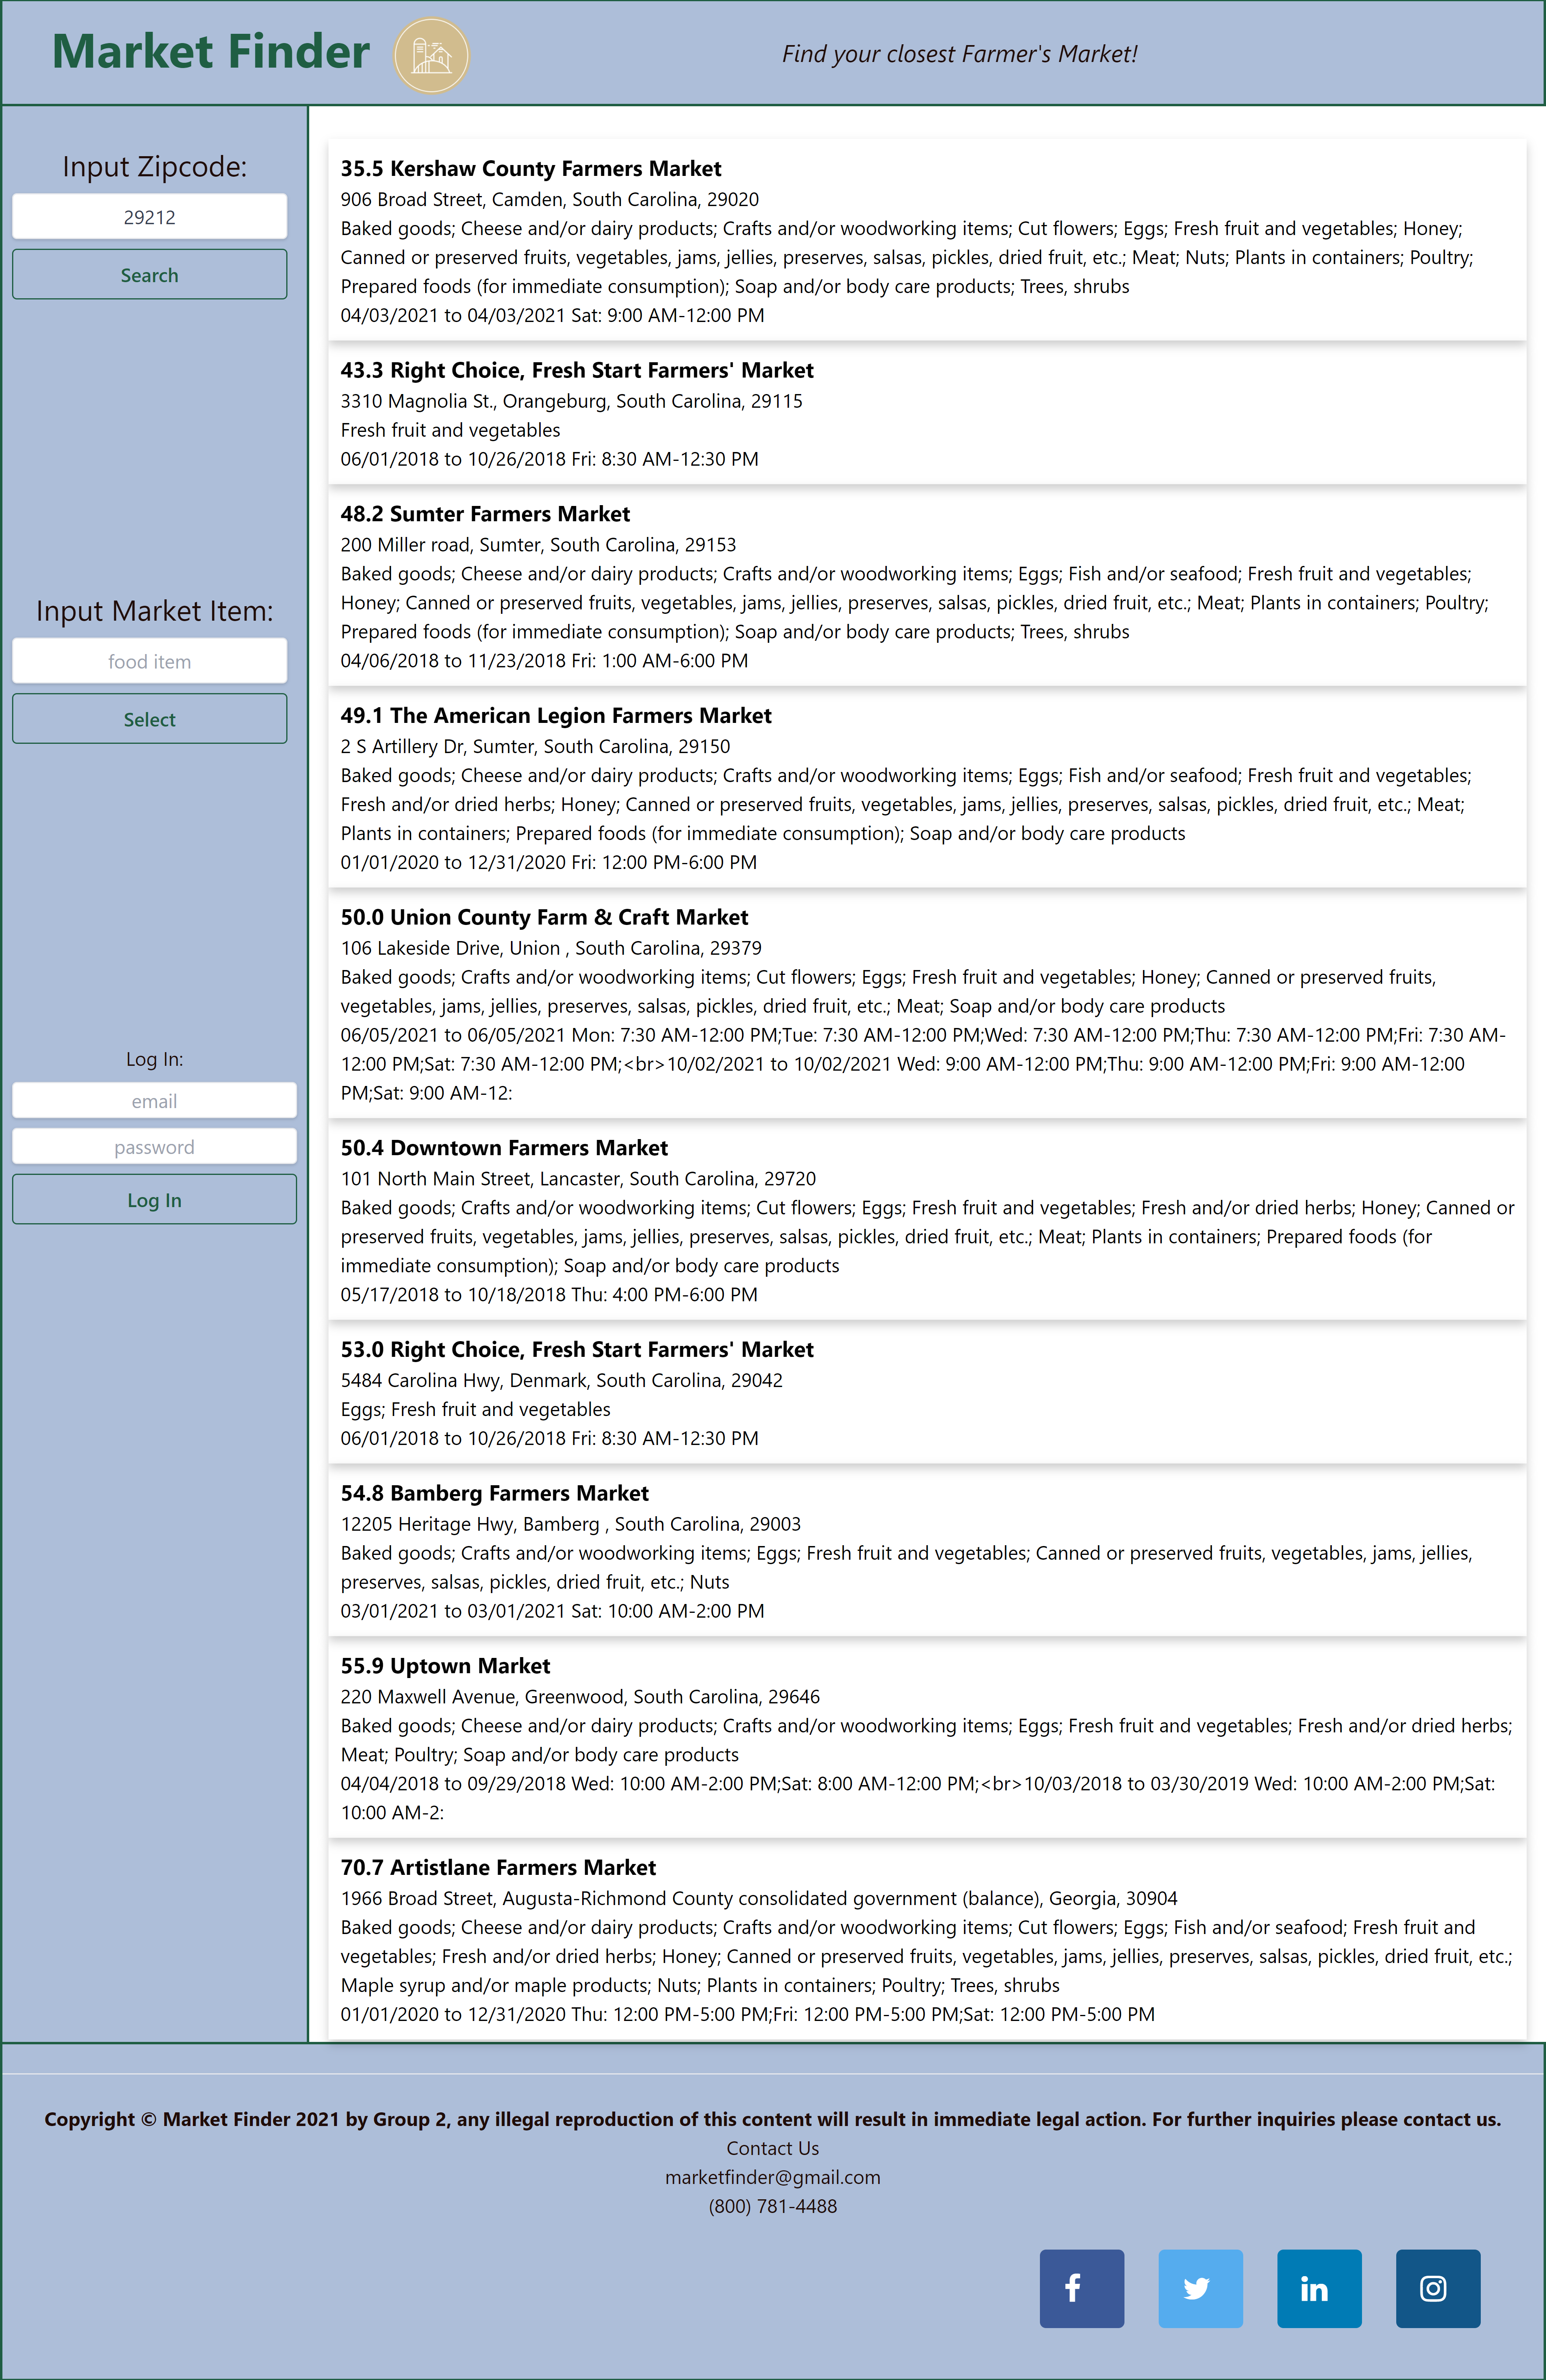 Market Finder
Find your closest Farmer's Market!
Input Zipcode:
29212
Search
Input Market Item:
food item
Select
Log In:
email
password
Log In
35.5 Kershaw County Farmers Market
906 Broad Street, Camden, South Carolina, 29020
Baked goods; Cheese and/or dairy products; Crafts and/or woodworking items; Cut flowers; Eggs; Fresh fruit and vegetables; Honey;
Canned or preserved fruits, vegetables, jams, jellies, preserves, salsas, pickles, dried fruit, etc.; Meat; Nuts; Plants in containers; Poultry;
Prepared foods (for immediate consumption); Soap and/or body care products; Trees, shrubs
04/03/2021 to 04/03/2021 Sat: 9:00 AM-12:00 PM
43.3 Right Choice, Fresh Start Farmers' Market
3310 Magnolia St., Orangeburg, South Carolina, 29115
Fresh fruit and vegetables
06/01/2018 to 10/26/2018 Fri: 8:30 AM-12:30 PM
48.2 Sumter Farmers Market
200 Miller road, Sumter, South Carolina, 29153
Baked goods; Cheese and/or dairy products; Crafts and/or woodworking items; Eggs; Fish and/or seafood; Fresh fruit and vegetables;
Honey; Canned or preserved fruits, vegetables, jams, jellies, preserves, salsas, pickles, dried fruit, etc.; Meat; Plants in containers; Poultry;
Prepared foods (for immediate consumption); Soap and/or body care products; Trees, shrubs
04/06/2018 to 11/23/2018 Fri: 1:00 AM-6:00 PM
49.1 The American Legion Farmers Market
2 S Artillery Dr, Sumter, South Carolina, 29150
Baked goods; Cheese and/or dairy products; Crafts and/or woodworking items; Eggs; Fish and/or seafood; Fresh fruit and vegetables;
Fresh and/or dried herbs; Honey; Canned or preserved fruits, vegetables, jams, jellies, preserves, salsas, pickles, dried fruit, etc.; Meat;
Plants in containers; Prepared foods (for immediate consumption); Soap and/or body care products
01/01/2020 to 12/31/2020 Fri: 12:00 PM-6:00 PM
50.0 Union County Farm & Craft Market
106 Lakeside Drive, Union , South Carolina, 29379
Baked goods; Crafts and/or woodworking items; Cut flowers; Eggs; Fresh fruit and vegetables; Honey; Canned or preserved fruits,
vegetables, jams, jellies, preserves, salsas, pickles, dried fruit, etc.; Meat; Soap and/or body care products
06/05/2021 to 06/05/2021 Mon: 7:30 AM-12:00 PM;Tue: 7:30 AM-12:00 PM;Wed: 7:30 AM-12:00 PM;Thu: 7:30 AM-12:00 PM;Fri: 7:30 AM-
12:00 PM;Sat: 7:30 AM-12:00 PM;<br>10/02/2021 to 10/02/2021 Wed: 9:00 AM-12:00 PM;Thu: 9:00 AM-12:00 PM;Fri: 9:00 AM-12:00
PM;Sat: 9:00 AM-12:
50.4 Downtown Farmers Market
101 North Main Street, Lancaster, South Carolina, 29720
Baked goods; Crafts and/or woodworking items; Cut flowers; Eggs; Fresh fruit and vegetables; Fresh and/or dried herbs; Honey; Canned or
preserved fruits, vegetables, jams, jellies, preserves, salsas, pickles, dried fruit, etc.; Meat; Plants in containers; Prepared foods (for
immediate consumption); Soap and/or body care products
05/17/2018 to 10/18/2018 Thu: 4:00 PM-6:00 PM
53.0 Right Choice, Fresh Start Farmers' Market
5484 Carolina Hwy, Denmark, South Carolina, 29042
Eggs; Fresh fruit and vegetables
06/01/2018 to 10/26/2018 Fri: 8:30 AM-12:30 PM
54.8 Bamberg Farmers Market
12205 Heritage Hwy, Bamberg , South Carolina, 29003
Baked goods; Crafts and/or woodworking items; Eggs; Fresh fruit and vegetables; Canned or preserved fruits, vegetables, jams, jellies,
preserves, salsas, pickles, dried fruit, etc.; Nuts
03/01/2021 to 03/01/2021 Sat: 10:00 AM-2:00 PM
55.9 Uptown Market
220 Maxwell Avenue, Greenwood, South Carolina, 29646
Baked goods; Cheese and/or dairy products; Crafts and/or woodworking items; Eggs; Fresh fruit and vegetables; Fresh and/or dried herbs;
Meat; Poultry; Soap and/or body care products
04/04/2018 to 09/29/2018 Wed: 10:00 AM-2:00 PM;Sat: 8:00 AM-12:00 PM;<br>10/03/2018 to 03/30/2019 Wed: 10:00 AM-2:00 PM;Sat:
10:00 AM-2:
70.7 Artistlane Farmers Market
1966 Broad Street, Augusta-Richmond County consolidated government (balance), Georgia, 30904
Baked goods; Cheese and/or dairy products; Crafts and/or woodworking items; Cut flowers; Eggs; Fish and/or seafood; Fresh fruit and
vegetables; Fresh and/or dried herbs; Honey; Canned or preserved fruits, vegetables, jams, jellies, preserves, salsas, pickles, dried fruit, etc.;
Maple syrup and/or maple products; Nuts; Plants in containers; Poultry; Trees, shrubs
01/01/2020 to 12/31/2020 Thu: 12:00 PM-5:00 PM;Fri: 12:00 PM-5:00 PM;Sat: 12:00 PM-5:00 PM
Copyright © Market Finder 2021 by Group 2, any illegal reproduction of this content will result in immediate legal action. For further inquiries please contact us.
Contact Us
marketfinder@gmail.com
(800) 781-4488